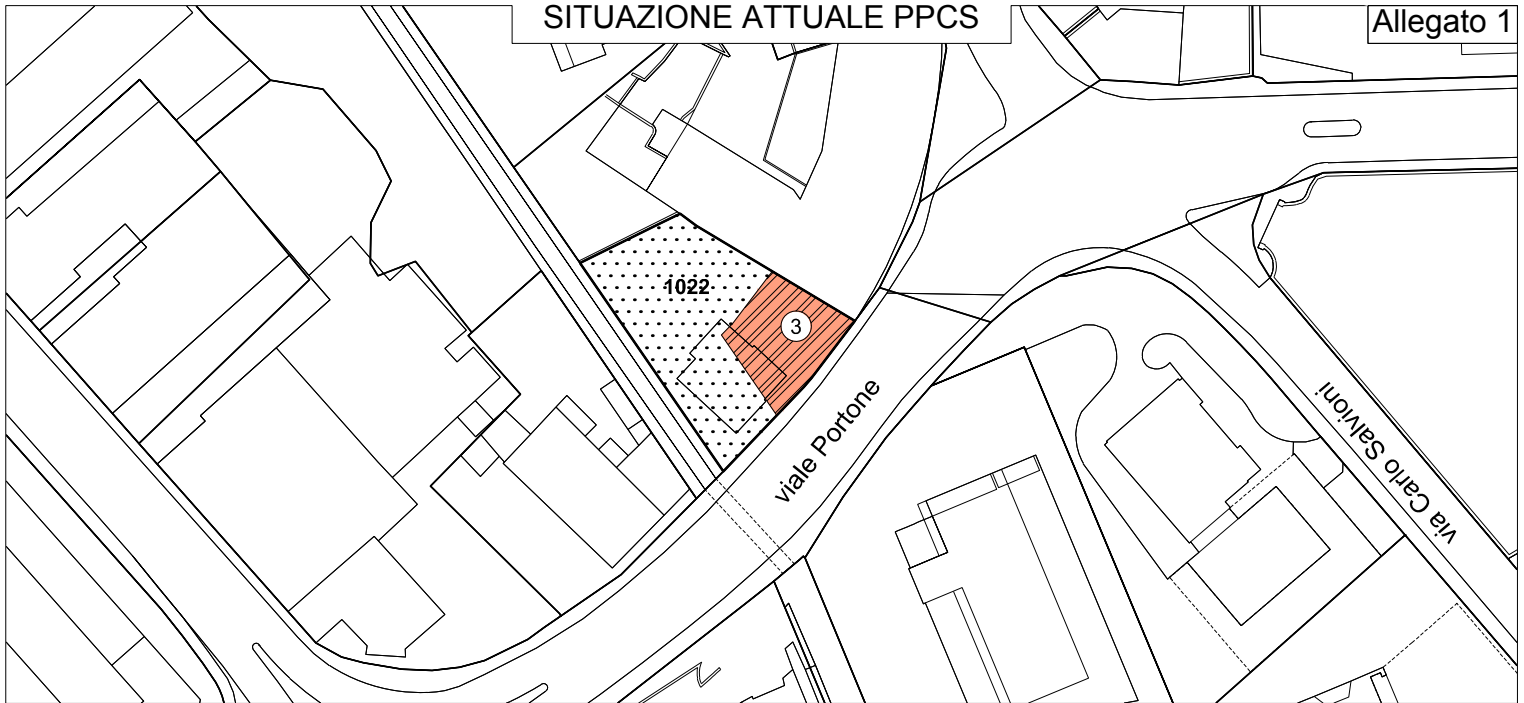 SITUAZIONE ATTUALE PPCS
Allegato 1
1022
3
viale Portone
via Carlo Salvioni